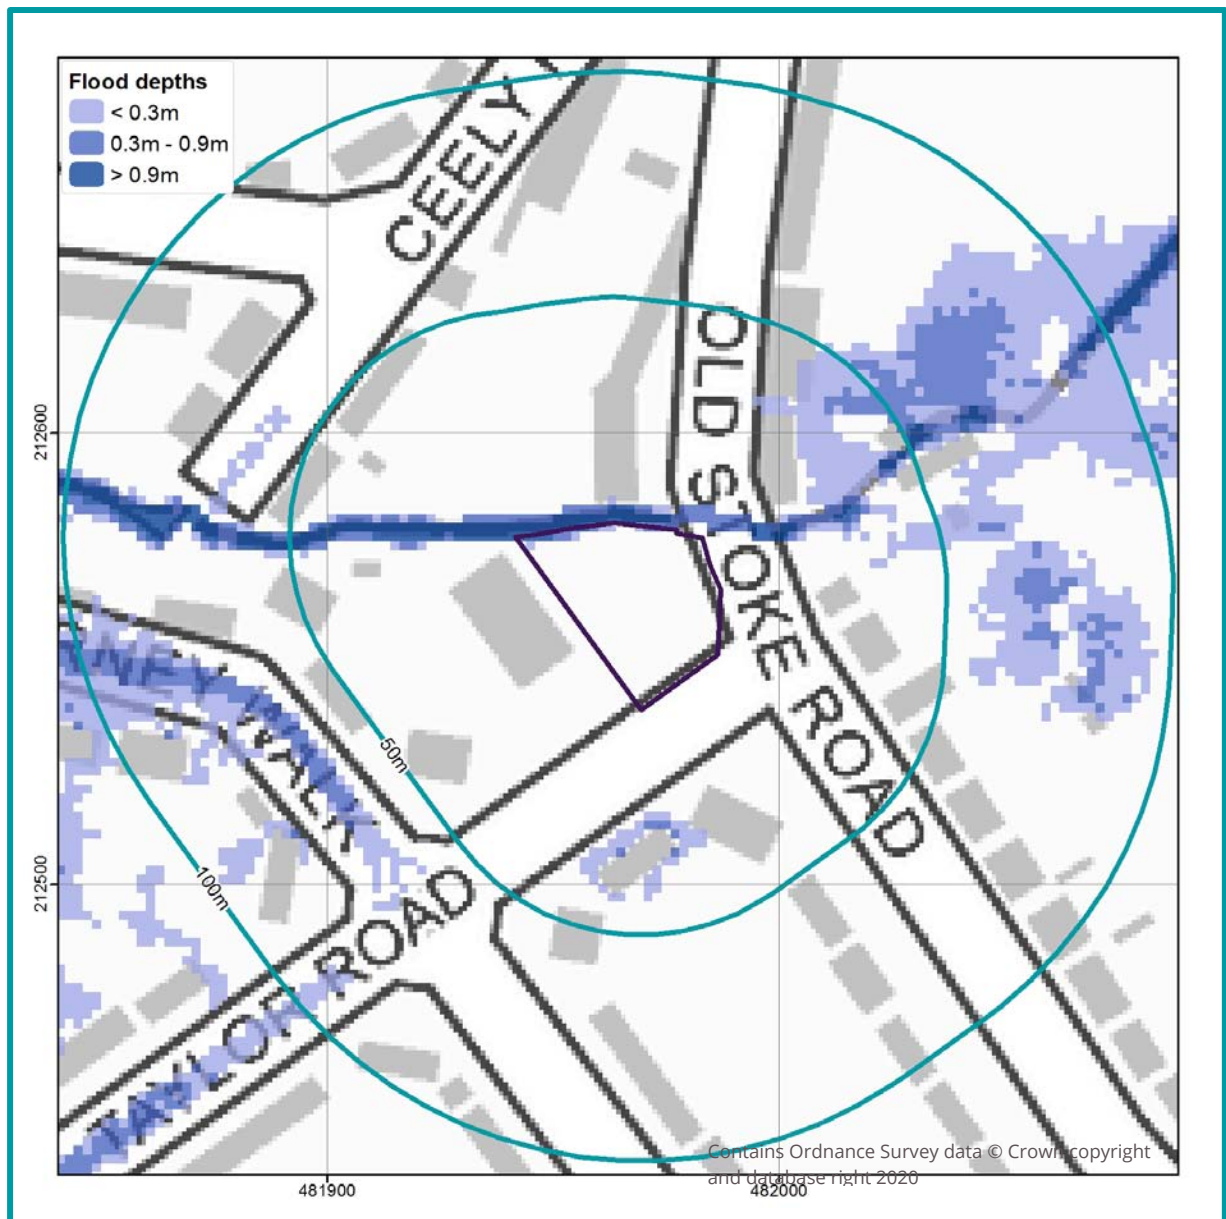 Flood depths
< 0.3m
0.3m - 0.9m
> 0.9m
CEELY
OLD STOKE ROAD
212600
50m
WALK
212500
100m
TAYLOR ROAD
Contains Ordnance Survey data © Crown copyright
and database right 2020
481900
482000